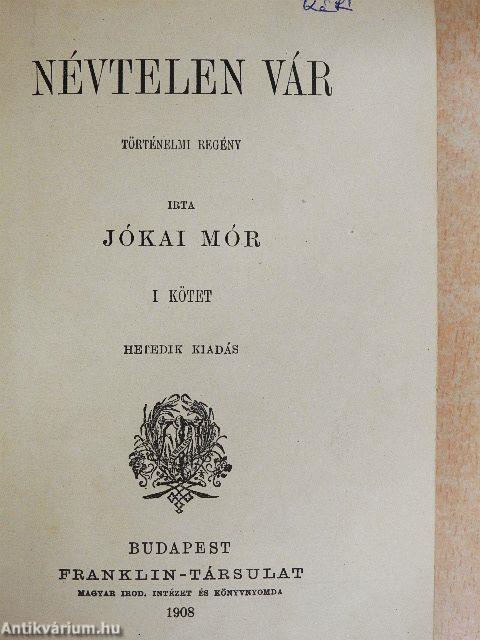 NÉVTELEN VÁR
TÖRTÉNELMI REGÉNY
IRTA
JÓKAI MÓR
I KÖTET
HETEDIK KIADÁS
BUDAPEST
FRANKLIN-TÁRSULAT
MAGYAR IROD. INTÉZET ÉS KÖNYVNYOMDA
1908
Antikvárium.hu